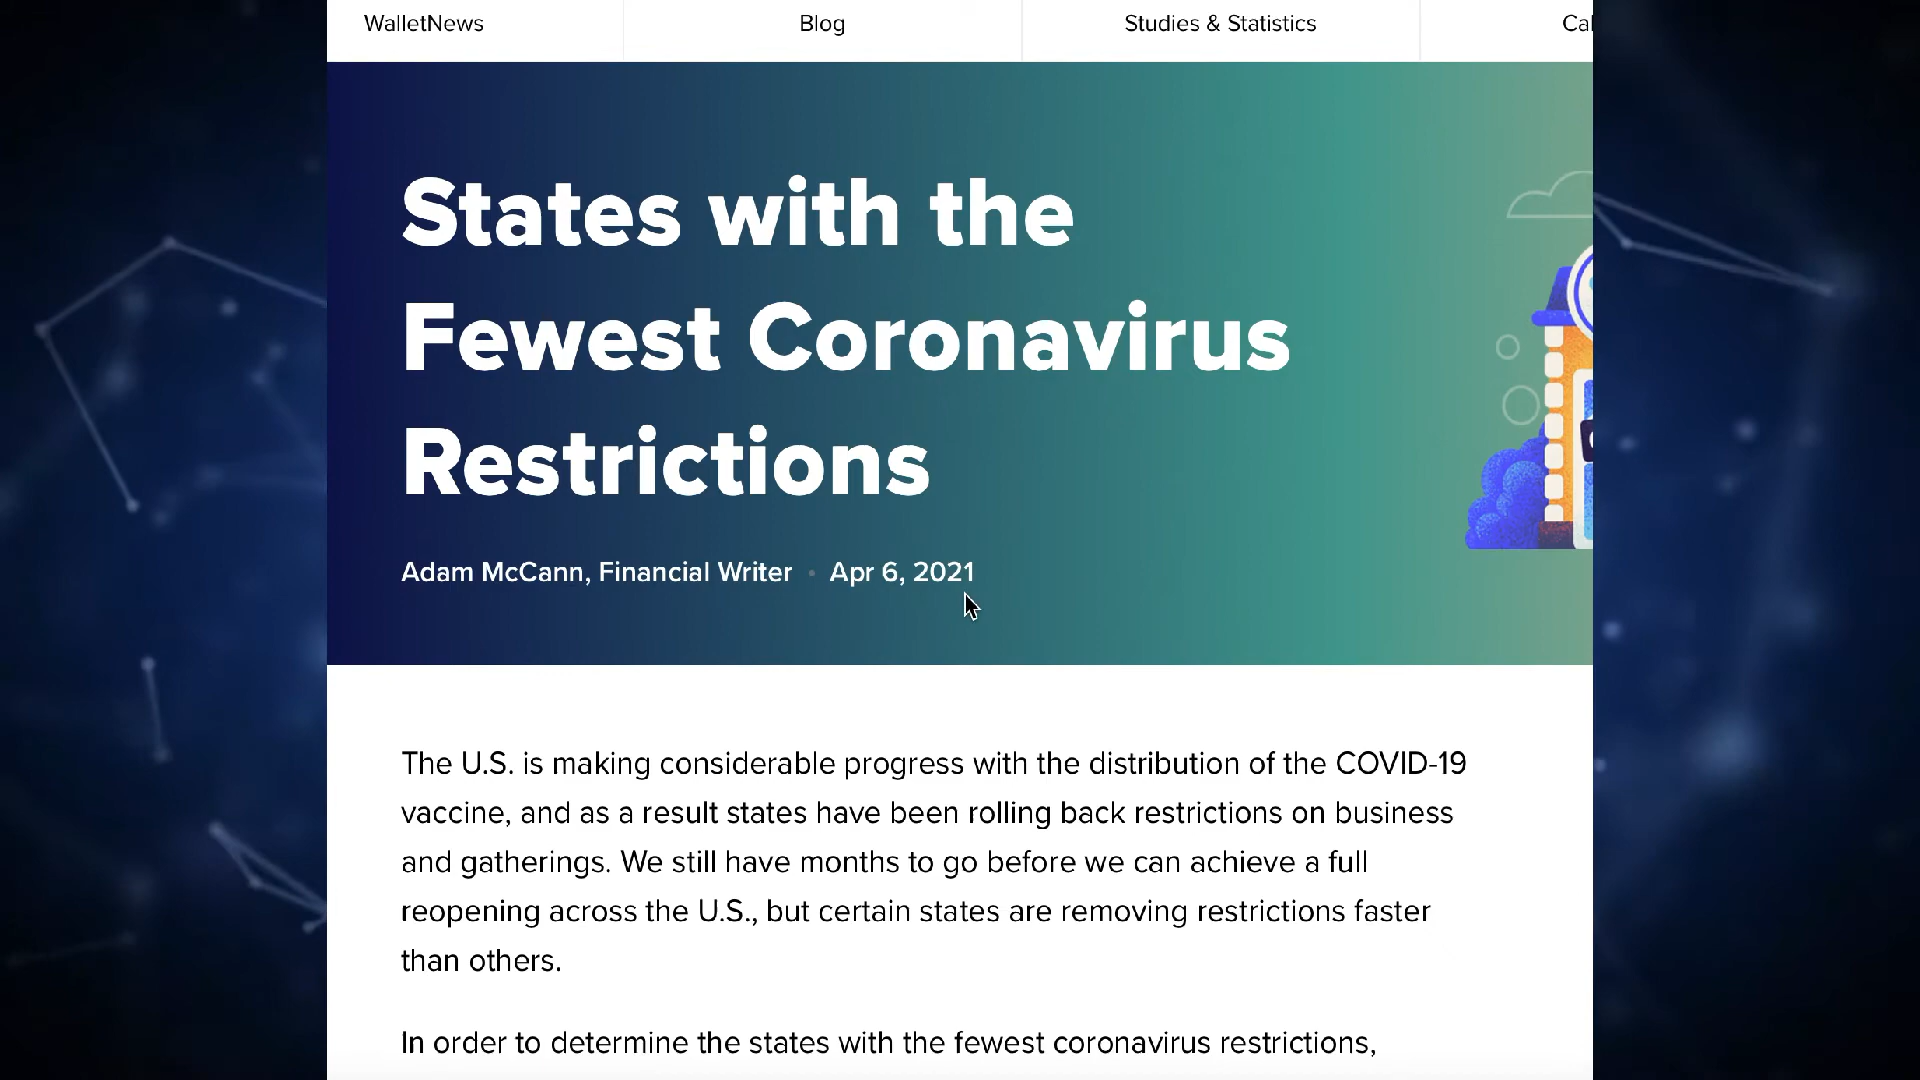 WalletNews
Blog
Studies & Statistics
States with the
Fewest Coronavirus
Restrictions
Adam McCann, Financial Writer • Apr 6, 2021
The U.S. is making considerable progress with the distribution of the COVID-19
vaccine, and as a result states have been rolling back restrictions on business
and gatherings. We still have months to go before we can achieve a full
reopening across the U.S., but certain states are removing restrictions faster
than others.
In order to determine the states with the fewest coronavirus restrictions,